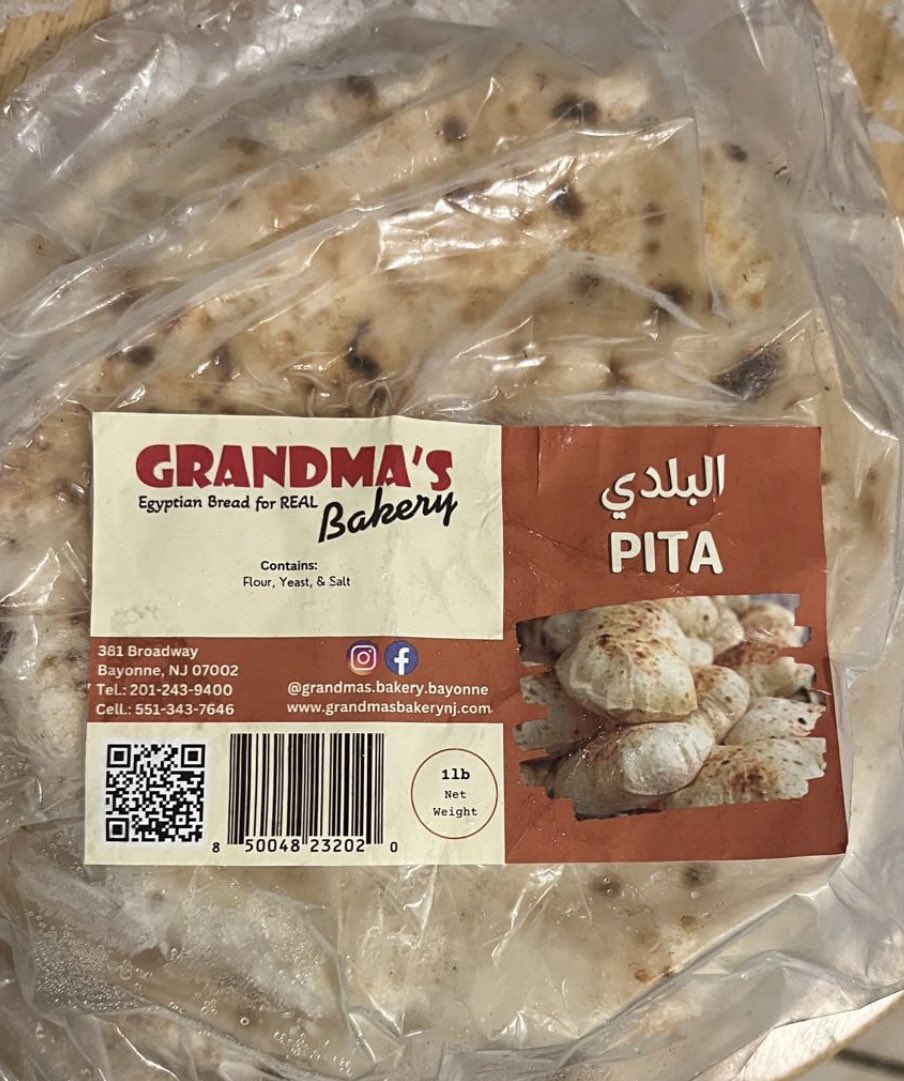 GRANDMA'S
Egyptian Bread for REAL Bakery
Contains:
Flour, Yeast, & Salt
البلدي
PITA
381 Broadway
Bayonne, NJ 07002
Tel.: 201-243-9400
Cell.: 551-343-7646
@grandmas.bakery.bayonne
www.grandmasbakerynj.com
8 50048 23202 0
1lb
Net
Weight